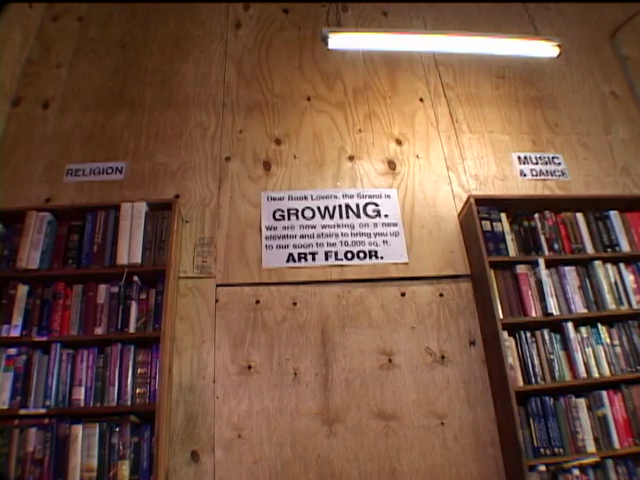 RELIGION
MUSIC
& DANCE
Dear Book Lovers, the Strand is
GROWING.
We are now working on a new
elevator and stairs to bring you up
to our soon to be 10,000 sq. ft.
ART FLOOR.